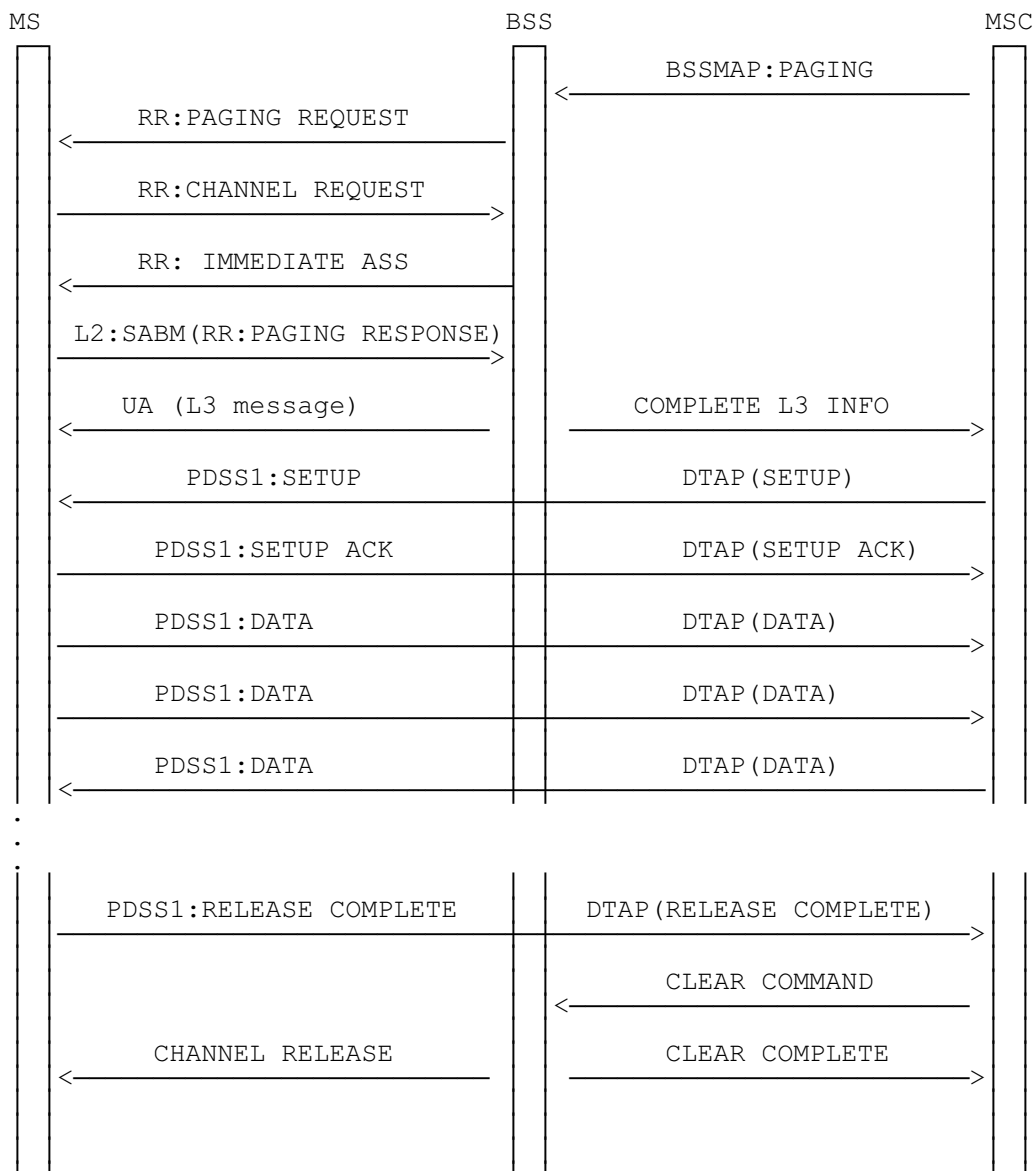 MS BSS MSC
BSSMAP:PAGING
RR:PAGING REQUEST
RR:CHANNEL REQUEST
RR: IMMEDIATE ASS
L2:SABM(RR:PAGING RESPONSE)
UA (L3 message) COMPLETE L3 INFO
PDSS1:SETUP DTAP(SETUP)
PDSS1:SETUP ACK DTAP(SETUP ACK)
PDSS1:DATA DTAP(DATA)
PDSS1:DATA DTAP(DATA)
PDSS1:DATA DTAP(DATA)
.
.
.
PDSS1:RELEASE COMPLETE DTAP(RELEASE COMPLETE)
CLEAR COMMAND
CHANNEL RELEASE CLEAR COMPLETE